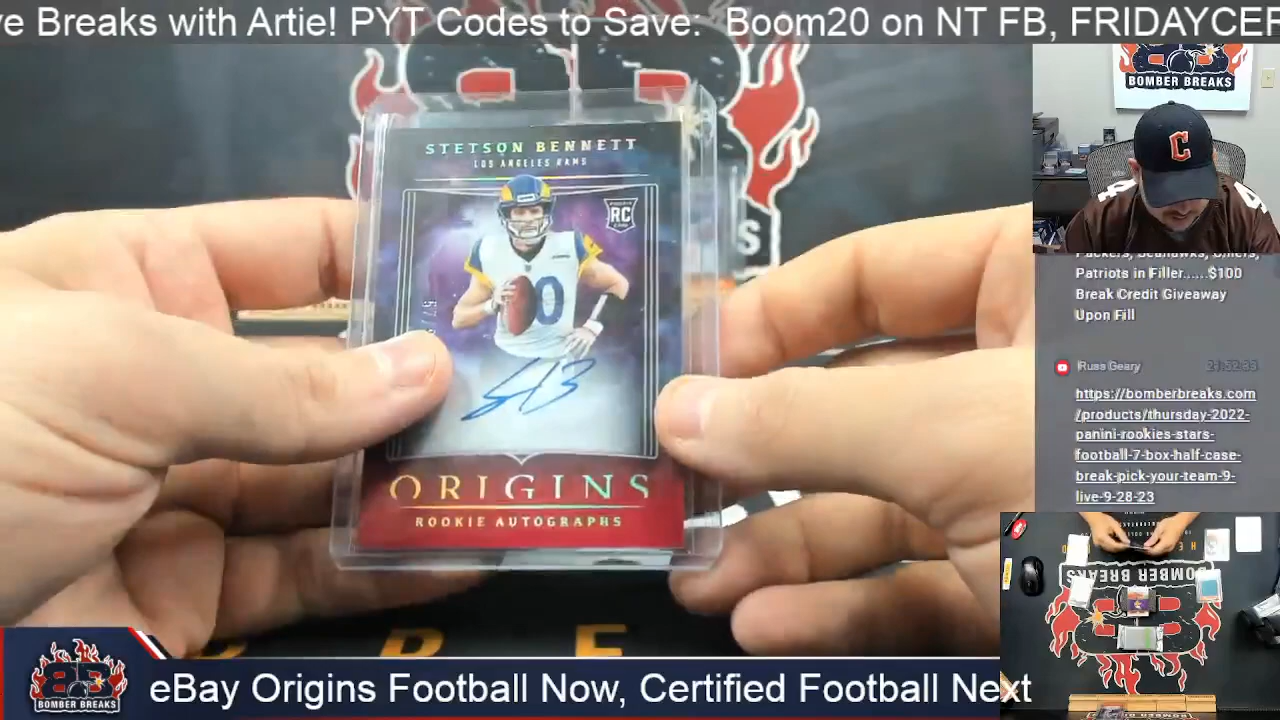 ve Breaks with Artie! PYT Codes to Save: Boom20 on NT FB, FRIDAYCER
BOMBER BREAKS
STETSON BENNETT
LOS ANGELES RAMS
RC
ORIGINS
ROOKIE AUTOGRAPHS
C
Patriots in Filler......$100
Break Credit Giveaway
Upon Fill
Russ Geary 21:52:35
https://bomberbreaks.com
/products/thursday-2022-
panini-rookies-stars-
football-7-box-half-case-
break-pick-your-team-9-
live-9-28-23
BOMBER BREAKS
BOMBER BREAKS
eBay Origins Football Now, Certified Football Next